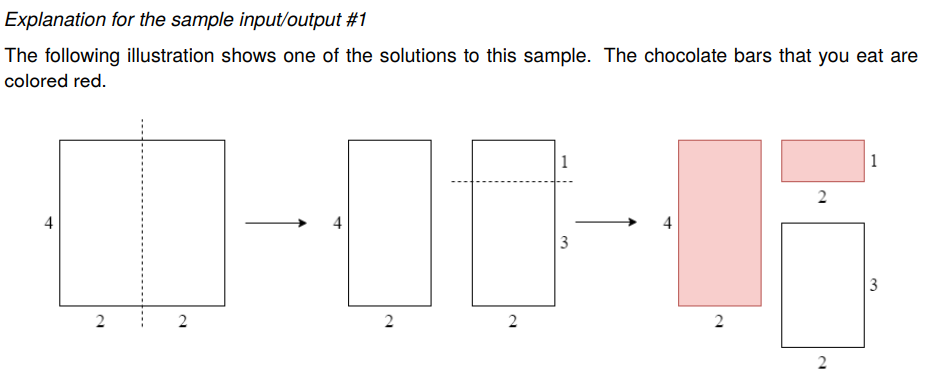 Explanation for the sample input/output #1
The following illustration shows one of the solutions to this sample. The chocolate bars that you eat are
colored red.
1 1
2
4 4 4
3
3
2 2 2 2 2
2